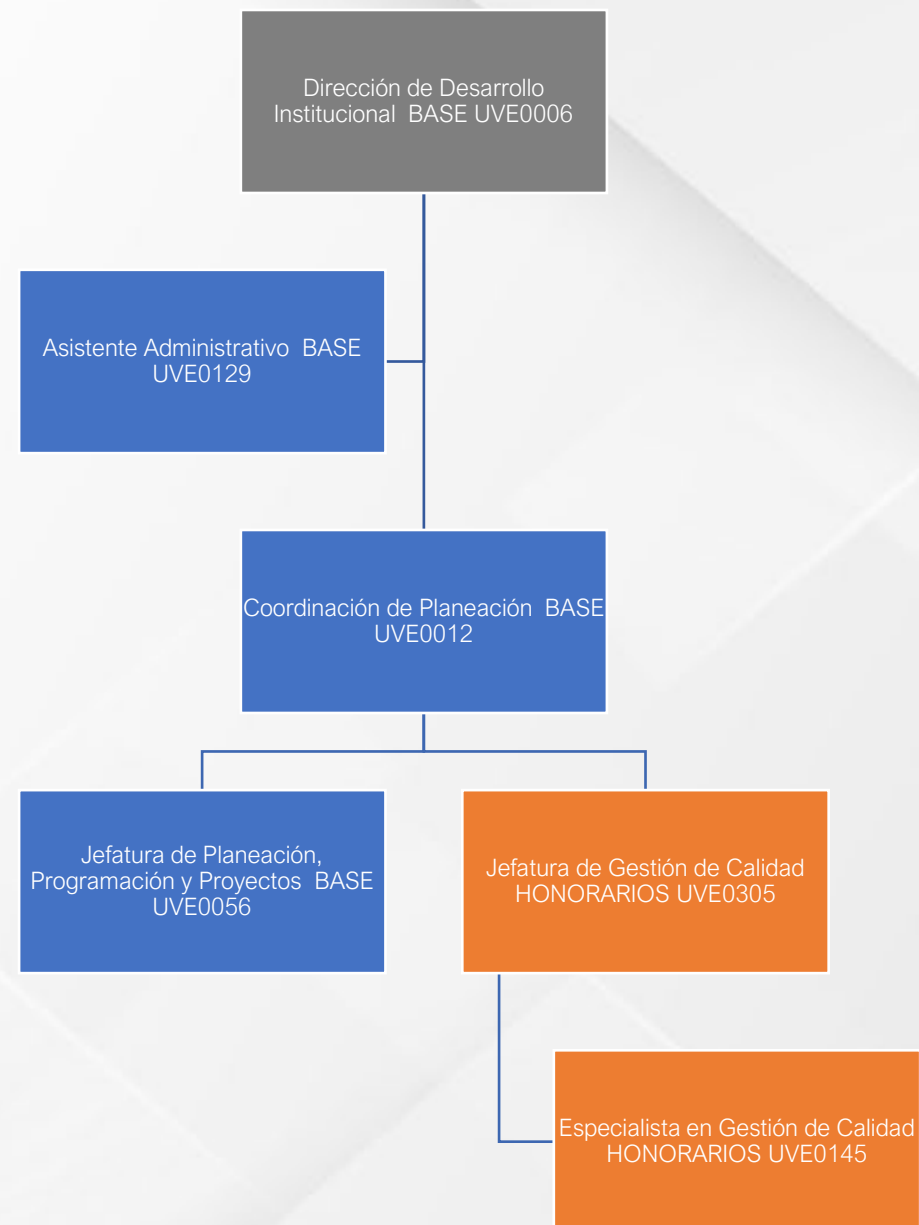 Dirección de Desarrollo
Institucional BASE UVE0006
Asistente Administrativo BASE
UVE0129
Coordinación de Planeación BASE
UVE0012
Jefatura de Planeación,
Programación y Proyectos BASE
UVE0056
Jefatura de Gestión de Calidad
HONORARIOS UVE0305
Especialista en Gestión de Calidad
HONORARIOS UVE0145